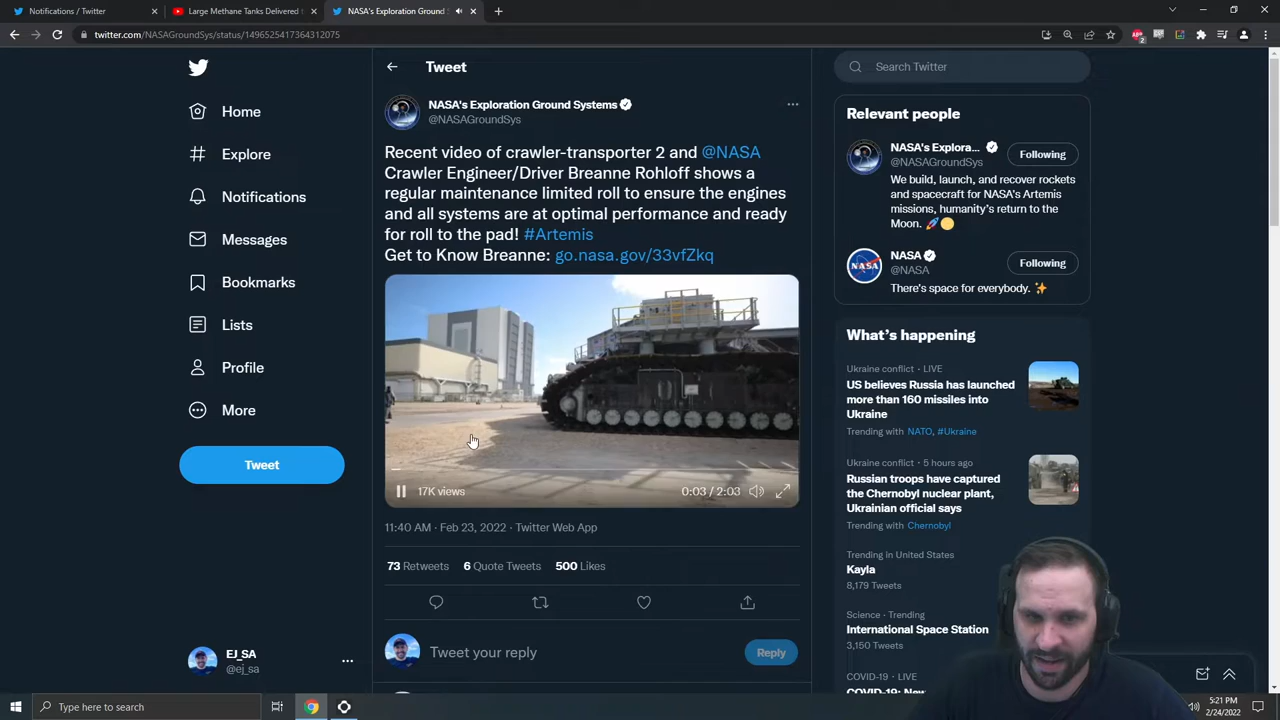 Notifications / Twitter
Large Methane Tanks Delivered
NASA's Exploration Ground
twitter.com/NASAGroundSys/status/1496525417364312075
2
Tweet
Search Twitter
Home
Explore
Notifications
Messages
Bookmarks
Lists
Profile
More
Tweet
EJ_SA
@ej_sa
NASA's Exploration Ground Systems
@NASAGroundSys
Recent video of crawler-transporter 2 and @NASA
Crawler Engineer/Driver Breanne Rohloff shows a
regular maintenance limited roll to ensure the engines
and all systems are at optimal performance and ready
for roll to the pad! #Artemis
Get to Know Breanne: go.nasa.gov/33vfZkq
17K views
0:03 / 2:03
11:40 AM · Feb 23, 2022 · Twitter Web App
73 Retweets 6 Quote Tweets 500 Likes
Tweet your reply
Reply
Relevant people
NASA's Explora...
@NASAGroundSys
Following
We build, launch, and recover rockets
and spacecraft for NASA's Artemis
missions, humanity's return to the
Moon. 🚀🌕
NASA
@NASA
Following
There's space for everybody. ✨
What's happening
Ukraine conflict · LIVE
US believes Russia has launched
more than 160 missiles into
Ukraine
Trending with NATO, #Ukraine
Ukraine conflict · 5 hours ago
Russian troops have captured
the Chernobyl nuclear plant,
Ukrainian official says
Trending with Chernobyl
Trending in United States
Kayla
8,179 Tweets
Science · Trending
International Space Station
3,150 Tweets
COVID-19 · LIVE
Type here to search
5:21 PM
2/24/2022